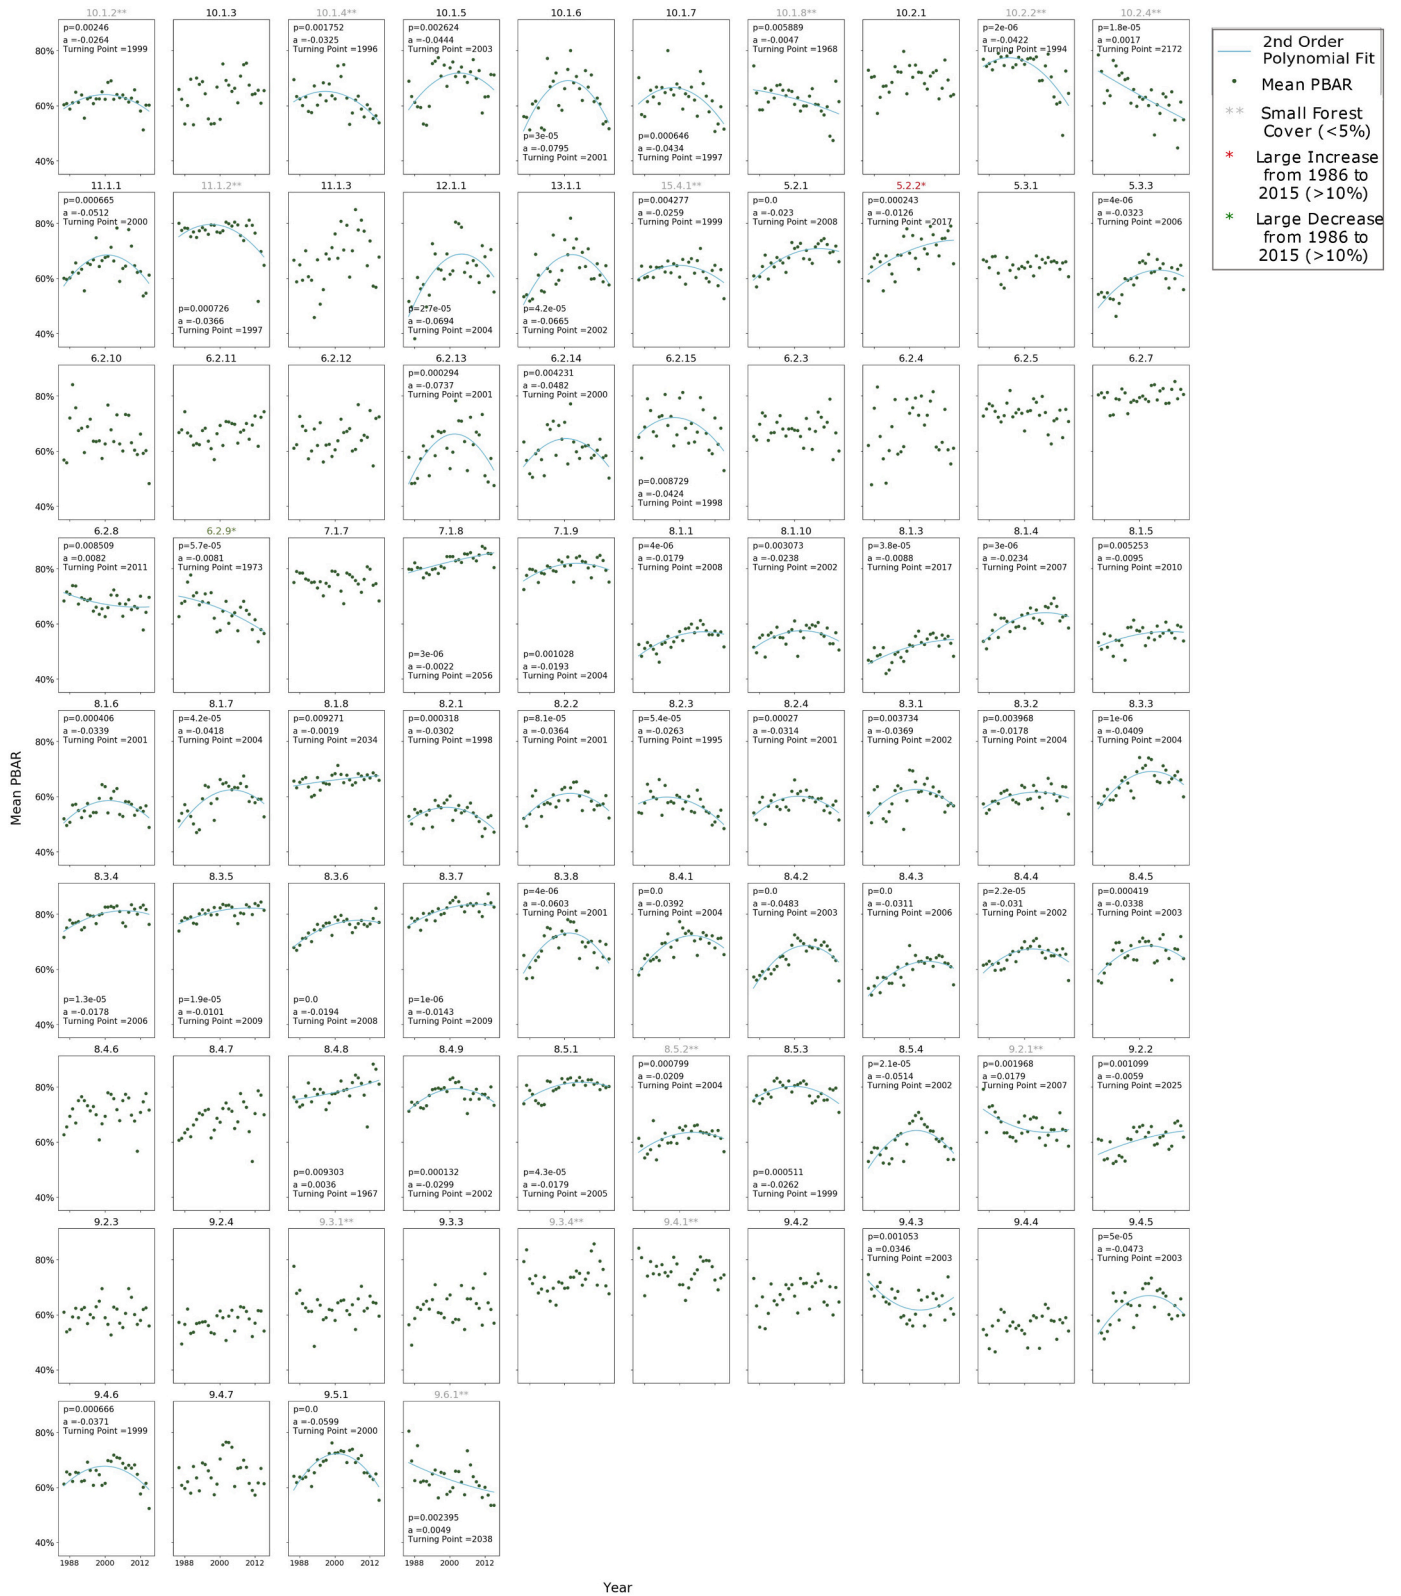 10.1.2**
10.1.3
10.1.4**
10.1.5
10.1.6
10.1.7
10.1.8**
10.2.1
10.2.2**
10.2.4**
80%
60%
40%
p=0.00246
a =-0.0264
Turning Point =1999
p=0.001752
a =-0.0325
Turning Point =1996
p=0.002624
a =-0.0444
Turning Point =2003
p=3e-05
a =-0.0795
Turning Point =2001
p=0.000646
a =-0.0434
Turning Point =1997
p=0.005889
a =-0.0047
Turning Point =1968
p=2e-06
a =-0.0422
Turning Point =1994
p=1.8e-05
a =0.0017
Turning Point =2172
2nd Order
Polynomial Fit
Mean PBAR
** Small Forest
Cover (<5%)
* Large Increase
from 1986 to
2015 (>10%)
* Large Decrease
from 1986 to
2015 (>10%)
11.1.1
11.1.2**
11.1.3
12.1.1
13.1.1
15.4.1**
5.2.1
5.2.2*
5.3.1
5.3.3
80%
60%
40%
p=0.000665
a =-0.0512
Turning Point =2000
p=0.000726
a =-0.0366
Turning Point =1997
p=2.7e-05
a =-0.0694
Turning Point =2004
p=4.2e-05
a =-0.0665
Turning Point =2002
p=0.004277
a =-0.0259
Turning Point =1999
p=0.0
a =-0.023
Turning Point =2008
p=0.000243
a =-0.0126
Turning Point =2017
p=4e-06
a =-0.0323
Turning Point =2006
6.2.10
6.2.11
6.2.12
6.2.13
6.2.14
6.2.15
6.2.3
6.2.4
6.2.5
6.2.7
80%
60%
40%
p=0.000294
a =-0.0737
Turning Point =2001
p=0.004231
a =-0.0482
Turning Point =2000
p=0.008729
a =-0.0424
Turning Point =1998
6.2.8
6.2.9*
7.1.7
7.1.8
7.1.9
8.1.1
8.1.10
8.1.3
8.1.4
8.1.5
80%
60%
40%
p=0.008509
a =0.0082
Turning Point =2011
p=5.7e-05
a =-0.0081
Turning Point =1973
p=3e-06
a =-0.0022
Turning Point =2056
p=0.001028
a =-0.0193
Turning Point =2004
p=4e-06
a =-0.0179
Turning Point =2008
p=0.003073
a =-0.0238
Turning Point =2002
p=3.8e-05
a =-0.0088
Turning Point =2017
p=3e-06
a =-0.0234
Turning Point =2007
p=0.005253
a =-0.0095
Turning Point =2010
8.1.6
8.1.7
8.1.8
8.2.1
8.2.2
8.2.3
8.2.4
8.3.1
8.3.2
8.3.3
80%
60%
40%
p=0.000406
a =-0.0339
Turning Point =2001
p=4.2e-05
a =-0.0418
Turning Point =2004
p=0.009271
a =-0.0019
Turning Point =2034
p=0.000318
a =-0.0302
Turning Point =1998
p=8.1e-05
a =-0.0364
Turning Point =2001
p=5.4e-05
a =-0.0263
Turning Point =1995
p=0.00027
a =-0.0314
Turning Point =2001
p=0.003734
a =-0.0369
Turning Point =2002
p=0.003968
a =-0.0178
Turning Point =2004
p=1e-06
a =-0.0409
Turning Point =2004
Mean PBAR
8.3.4
8.3.5
8.3.6
8.3.7
8.3.8
8.4.1
8.4.2
8.4.3
8.4.4
8.4.5
80%
60%
40%
p=1.3e-05
a =-0.0178
Turning Point =2006
p=1.9e-05
a =-0.0101
Turning Point =2009
p=0.0
a =-0.0194
Turning Point =2008
p=1e-06
a =-0.0143
Turning Point =2009
p=4e-06
a =-0.0603
Turning Point =2001
p=0.0
a =-0.0392
Turning Point =2004
p=0.0
a =-0.0483
Turning Point =2003
p=0.0
a =-0.0311
Turning Point =2006
p=2.2e-05
a =-0.031
Turning Point =2002
p=0.000419
a =-0.0338
Turning Point =2003
8.4.6
8.4.7
8.4.8
8.4.9
8.5.1
8.5.2**
8.5.3
8.5.4
9.2.1**
9.2.2
80%
60%
40%
p=0.009303
a =0.0036
Turning Point =1967
p=0.000132
a =-0.0299
Turning Point =2002
p=4.3e-05
a =-0.0179
Turning Point =2005
p=0.000799
a =-0.0209
Turning Point =2004
p=0.000511
a =-0.0262
Turning Point =1999
p=2.1e-05
a =-0.0514
Turning Point =2002
p=0.001968
a =0.0179
Turning Point =2007
p=0.001099
a =-0.0059
Turning Point =2025
9.2.3
9.2.4
9.3.1**
9.3.3
9.3.4**
9.4.1**
9.4.2
9.4.3
9.4.4
9.4.5
80%
60%
40%
p=0.001053
a =0.0346
Turning Point =2003
p=5e-05
a =-0.0473
Turning Point =2003
9.4.6
9.4.7
9.5.1
9.6.1**
80%
60%
40%
p=0.000666
a =-0.0371
Turning Point =1999
p=0.0
a =-0.0599
Turning Point =2000
p=0.002395
a =0.0049
Turning Point =2038
1988 2000 2012
1988 2000 2012
1988 2000 2012
1988 2000 2012
Year